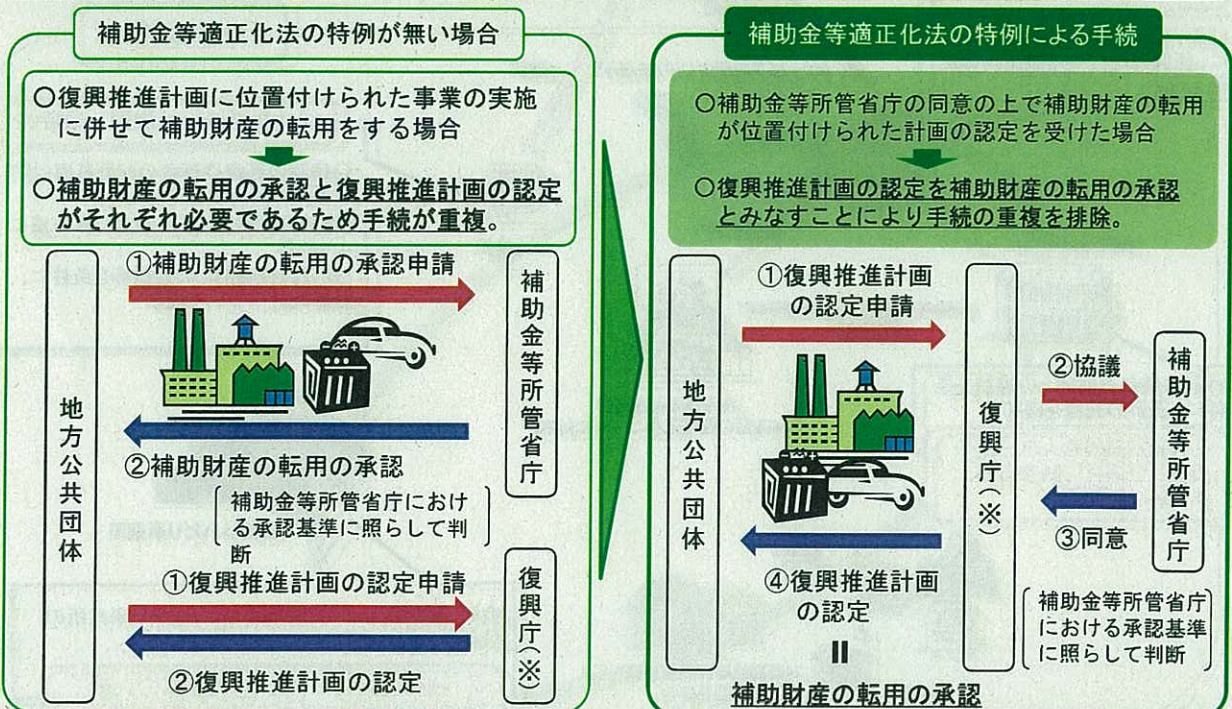 補助金等適正化法の特例が無い場合
○復興推進計画に位置付けられた事業の実施
に併せて補助財産の転用をする場合
○補助財産の転用の承認と復興推進計画の認定
がそれぞれ必要であるため手続が重複。
地方公共団体
①補助財産の転用の承認申請
②補助財産の転用の承認
補助金等所管省庁におけ
る承認基準に照らして判
断
補助金等所管省庁
①復興推進計画の認定申請
②復興推進計画の認定
復興庁(※)
補助金等適正化法の特例による手続
○補助金等所管省庁の同意の上で補助財産の転用
が位置付けられた計画の認定を受けた場合
○復興推進計画の認定を補助財産の転用の承認
とみなすことにより手続の重複を排除。
地方公共団体
①復興推進計画
の認定申請
④復興推進計画
の認定
=
補助財産の転用の承認
復興庁(※)
②協議
③同意
補助金等所管省庁
補助金等所管省庁
における承認基準
に照らして判断